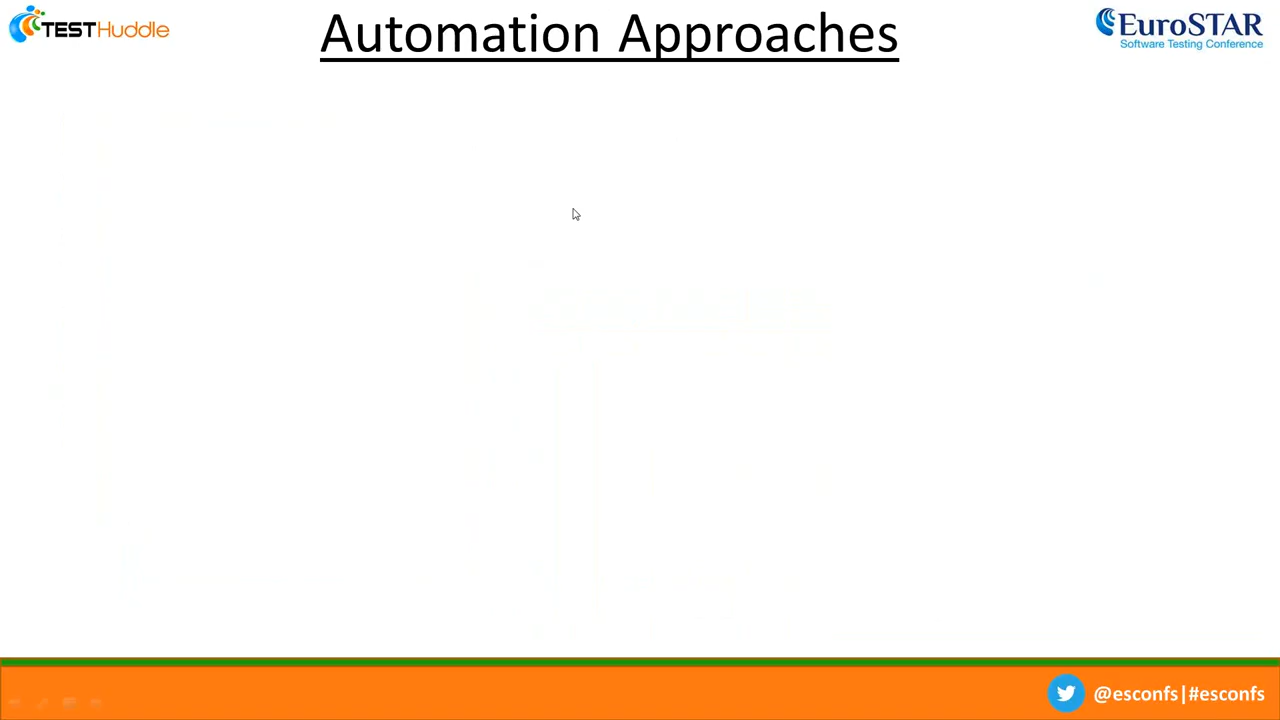 TESTHuddle
Automation Approaches
EuroSTAR
Software Testing Conference
@esconfs|#esconfs